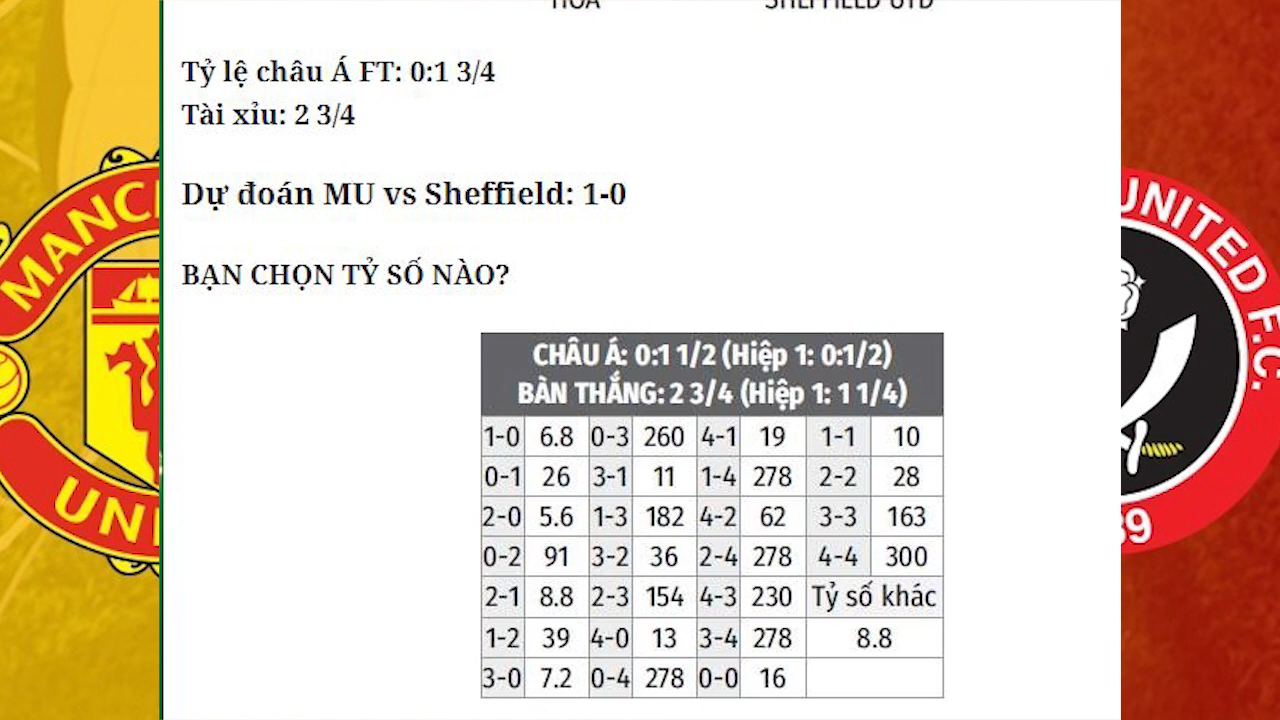 HÒA SHEFFIELD UTD
Tỷ lệ châu Á FT: 0:1 3/4
Tài xỉu: 2 3/4
Dự đoán MU vs Sheffield: 1-0
BẠN CHỌN TỶ SỐ NÀO?
CHÂU Á: 0:1 1/2 (Hiệp 1: 0:1/2)
BÀN THẮNG: 2 3/4 (Hiệp 1: 1 1/4)
1-0 6.8 0-3 260 4-1 19 1-1 10
0-1 26 3-1 11 1-4 278 2-2 28
2-0 5.6 1-3 182 4-2 62 3-3 163
0-2 91 3-2 36 2-4 278 4-4 300
2-1 8.8 2-3 154 4-3 230 Tỷ số khác
1-2 39 4-0 13 3-4 278 8.8
3-0 7.2 0-4 278 0-0 16
UNITED F.C.